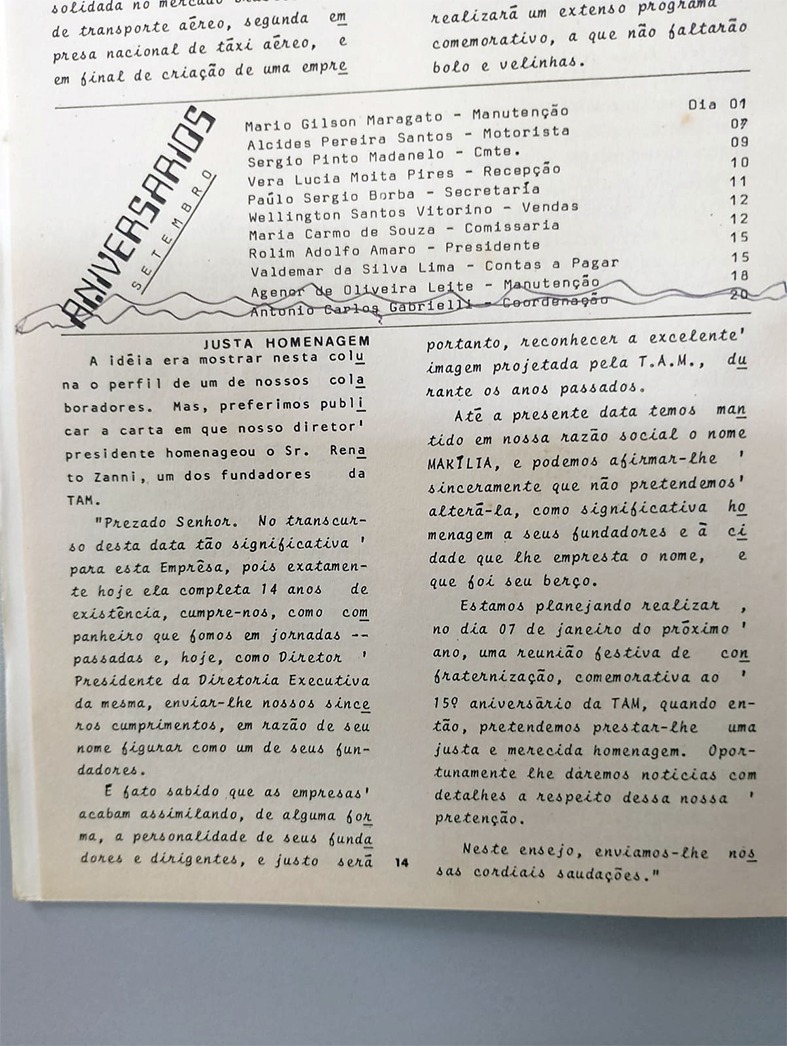 solidada no mercado
de transporte aéreo, segunda em
presa nacional de táxi aéreo, e
em final de criação de uma empre
realizará um extenso programa
comemorativo, a que não faltarão
bolo e velinhas.
ANIVERSARIOS
SETEMBRO
Mario Gilson Maragato - Manutenção Dia 01
Alcides Pereira Santos - Motorista 07
Sergio Pinto Madanelo - Cmte. 09
Vera Lucia Moita Pires - Recepção 10
Paúlo Sergio Borba - Secretaría 11
Wellington Santos Vitorino - Vendas 12
Maria Carmo de Souza - Comissaria 12
Rolim Adolfo Amaro - Presidente 15
Valdemar da Silva Lima - Contas a Pagar 15
Agenor de Oliveira Leite - Manutenção 18
Antonio Carlos Gabrielli - Coordenação 20
JUSTA HOMENAGEM
A idéia era mostrar nesta colu
na o perfil de um de nossos cola
boradores. Mas, preferimos publi
car a carta em que nosso diretor'
presidente homenageou o Sr. Rena
to Zanni, um dos fundadores da
TAM.
"Prezado Senhor. No transcur-
so desta data tão significativa '
para esta Emprêsa, pois exatamen-
te hoje ela completa 14 anos de
existência, cumpre-nos, como com
panheiro que fomos em jornadas --
passadas e, hoje, como Diretor '
Presidente da Diretoria Executiva
da mesma, enviar-lhe nossos since
ros cumprimentos, em razão de seu
nome figurar como um de seus fun-
dadores.
É fato sabido que as empresas'
acabam assimilando, de alguma for
ma, a personalidade de seus funda
dores e dirigentes, e justo será
portanto, reconhecer a excelente'
imagem projetada pela T.A.M., du
rante os anos passados.
Até a presente data temos man
tido em nossa razão social o nome
MARÍLIA, e podemos afirmar-lhe '
sinceramente que não pretendemos'
alterá-la, como significativa ho
menagem a seus fundadores e à ci
dade que lhe empresta o nome, e
que foi seu berço.
Estamos planejando realizar ,
no dia 07 de janeiro do próximo '
ano, uma reunião festiva de con
fraternização, comemorativa ao '
15º aniversário da TAM, quando en-
tão, pretendemos prestar-lhe uma
justa e merecida homenagem. Opor-
tunamente lhe daremos noticias com
detalhes a respeito dessa nossa '
pretenção.
Neste ensejo, enviamos-lhe nos
sas cordiais saudações."
14